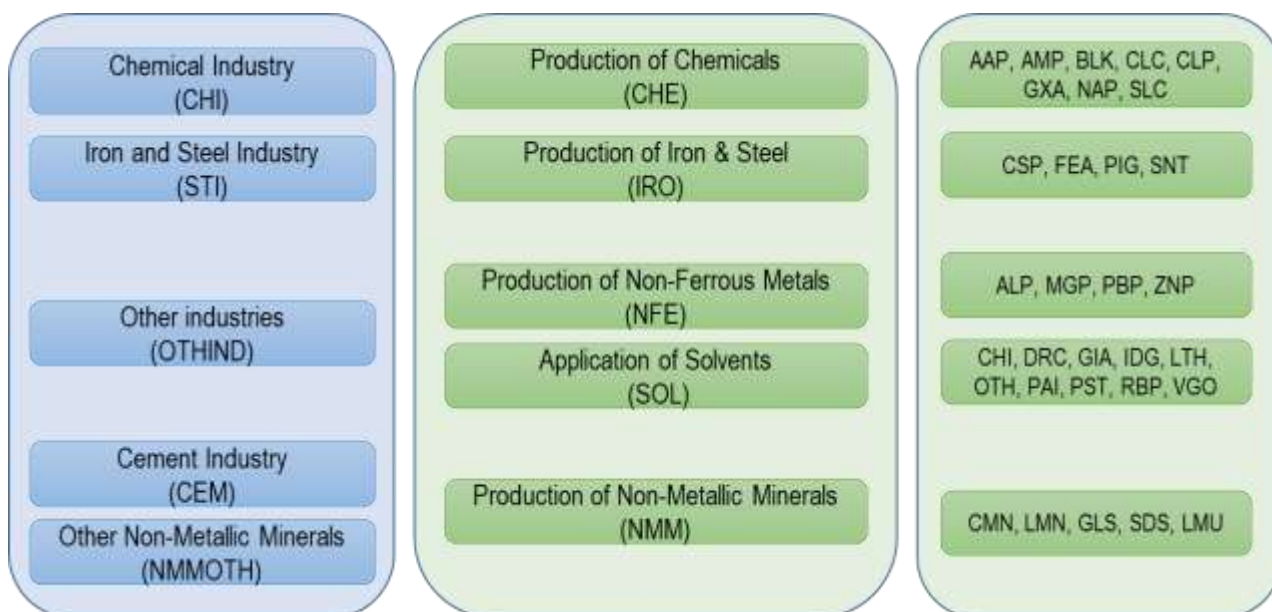 Chemical Industry
(CHI)
Iron and Steel Industry
(STI)
Other industries
(OTHIND)
Cement Industry
(CEM)
Other Non-Metallic Minerals
(NMMOTH)
Production of Chemicals
(CHE)
Production of Iron & Steel
(IRO)
Production of Non-Ferrous Metals
(NFE)
Application of Solvents
(SOL)
Production of Non-Metallic Minerals
(NMM)
AAP, AMP, BLK, CLC, CLP,
GXA, NAP, SLC
CSP, FEA, PIG, SNT
ALP, MGP, PBP, ZNP
CHI, DRC, GIA, IDG, LTH,
OTH, PAI, PST, RBP, VGO
CMN, LMN, GLS, SDS, LMU